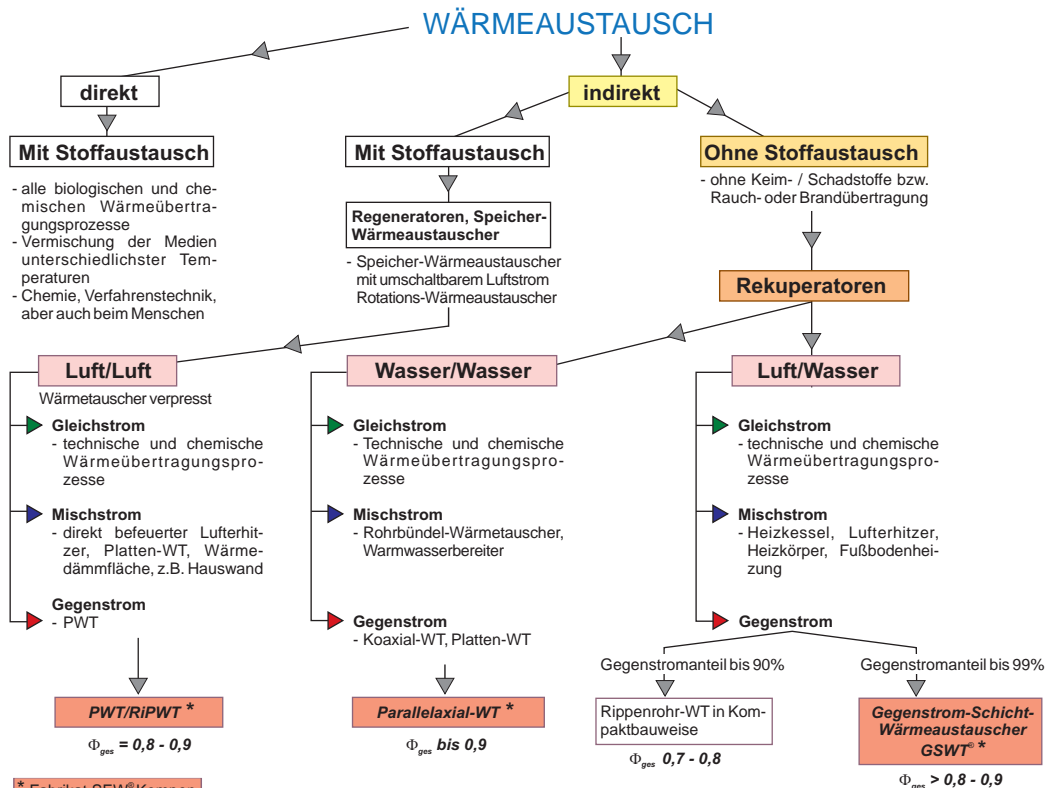 WÄRMEAUSTAUSCH
direkt
indirekt
Mit Stoffaustausch
Mit Stoffaustausch
Ohne Stoffaustausch
- alle biologischen und che-
mischen Wärmeübertra-
gungsprozesse
- Vermischung der Medien
unterschiedlichster Tem-
peraturen
- Chemie, Verfahrenstechnik,
aber auch beim Menschen
Regeneratoren, Speicher-
Wärmeaustauscher
- Speicher-Wärmeaustauscher
mit umschaltbarem Luftstrom
Rotations-Wärmeaustauscher
- ohne Keim- / Schadstoffe bzw.
Rauch- oder Brandübertragung
Rekuperatoren
Luft/Luft
Wärmetauscher verpresst
Gleichstrom
- technische und chemische
Wärmeübertragungspro-
zesse
Mischstrom
- direkt befeuerter Lufterhit-
zer, Platten-WT, Wärme-
dämmfläche, z.B. Hauswand
Gegenstrom
- PWT
PWT/RiPWT *
Φges = 0,8 - 0,9
Wasser/Wasser
Gleichstrom
- Technische und chemische
Wärmeübertragungspro-
zesse
Mischstrom
- Rohrbündel-Wärmetauscher,
Warmwasserbereiter
Gegenstrom
- Koaxial-WT, Platten-WT
Parallelaxial-WT *
Φges bis 0,9
Luft/Wasser
Gleichstrom
- technische und chemische
Wärmeübertragungspro-
zesse
Mischstrom
- Heizkessel, Lufterhitzer,
Heizkörper, Fußbodenhei-
zung
Gegenstrom
Gegenstromanteil bis 90%
Rippenrohr-WT in Kom-
paktbauweise
Φges 0,7 - 0,8
Gegenstromanteil bis 99%
Gegenstrom-Schicht-
Wärmeaustauscher
GSWT® *
Φges > 0,8 - 0,9
* Fabrikat SEW® Kempen